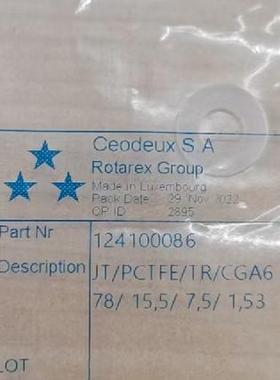 Ceodeux S A
Rotarex Group
Made in Luxembourg
Pack Date 29 Nov 2022
CP ID 2895
Part Nr 124100086
Description JT/PCTFE/TR/CGA6
78/ 15,5/ 7,5/ 1,53
LOT